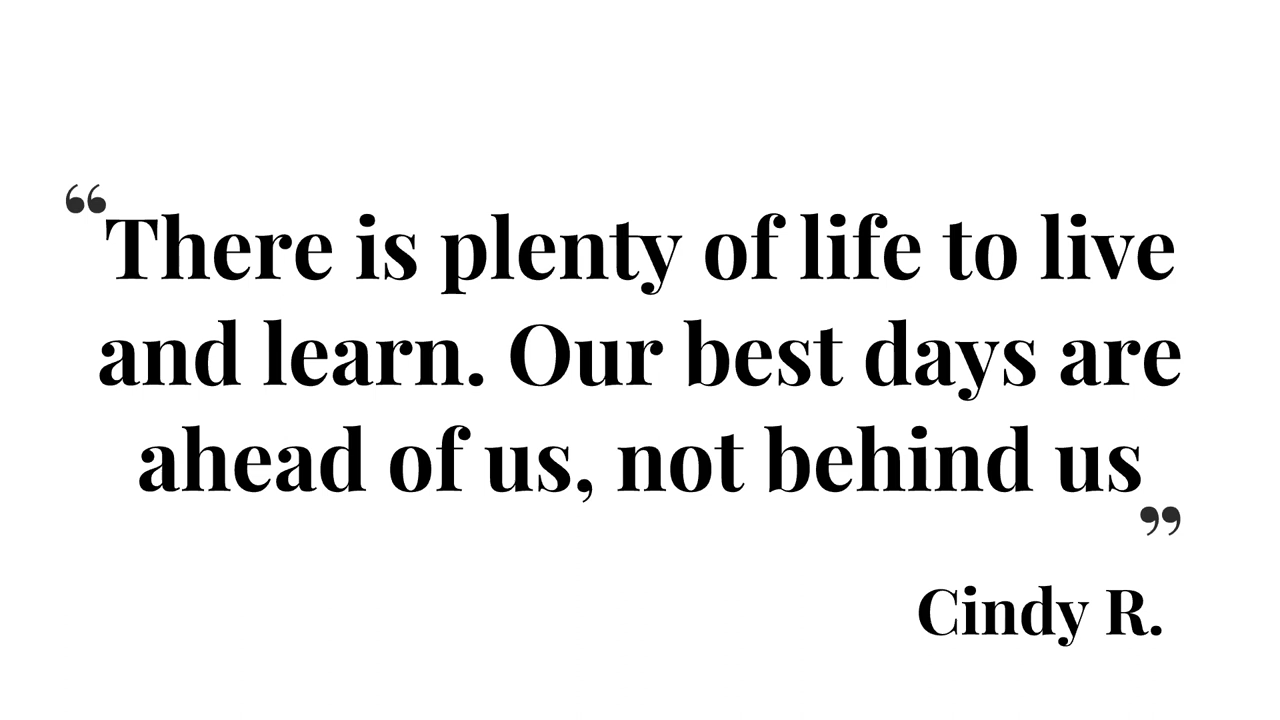 “There is plenty of life to live
and learn. Our best days are
ahead of us, not behind us”
Cindy R.